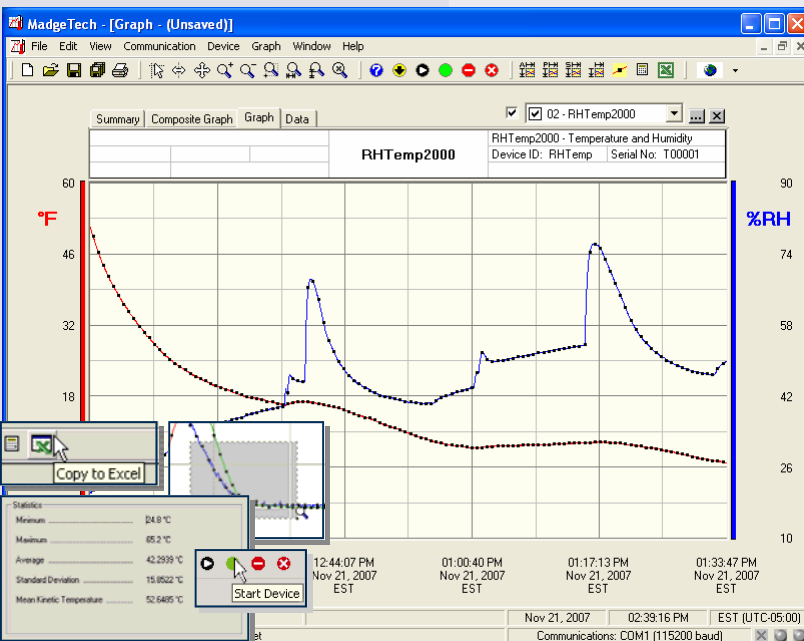 MadgeTech - [Graph - (Unsaved)]
File Edit View Communication Device Graph Window Help
Summary Composite Graph Graph Data
02 - RHTemp2000
RHTemp2000
RHTemp2000 - Temperature and Humidity
Device ID: RHTemp Serial No: T00001
60 90
°F %RH
46 74
32 58
18 42
26
10
Copy to Excel
Statistics
Minimum 24.8 °C
Maximum 65.2 °C
Average 42.2939 °C
Standard Deviation 15.8522 °C
Mean Kinetic Temperature 52.6485 °C
Start Device
12:44:07 PM 01:00:40 PM 01:17:13 PM 01:33:47 PM
Nov 21, 2007 Nov 21, 2007 Nov 21, 2007 Nov 21, 2007
EST EST EST EST
Nov 21, 2007 02:39:16 PM EST (UTC-05:00)
Communications: COM1 (115200 baud)